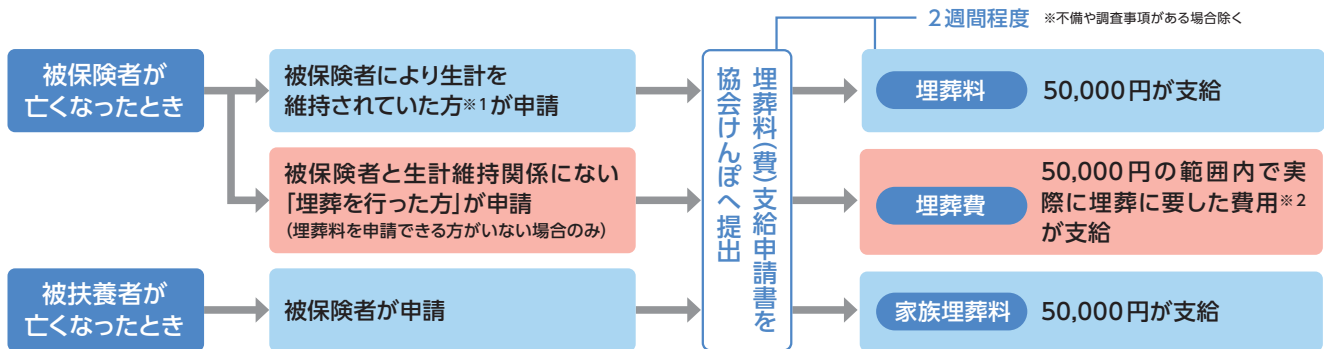 2週間程度 ※不備や調査事項がある場合除く
被保険者が
亡くなったとき
被保険者により生計を
維持されていた方※1が申請
被保険者と生計維持関係にない
「埋葬を行った方」が申請
(埋葬料を申請できる方がいない場合のみ)
被扶養者が
亡くなったとき
被保険者が申請
埋葬料(費)支給申請書を
協会けんぽへ提出
埋葬料 50,000円が支給
埋葬費
50,000円の範囲内で実
際に埋葬に要した費用※2
が支給
家族埋葬料 50,000円が支給